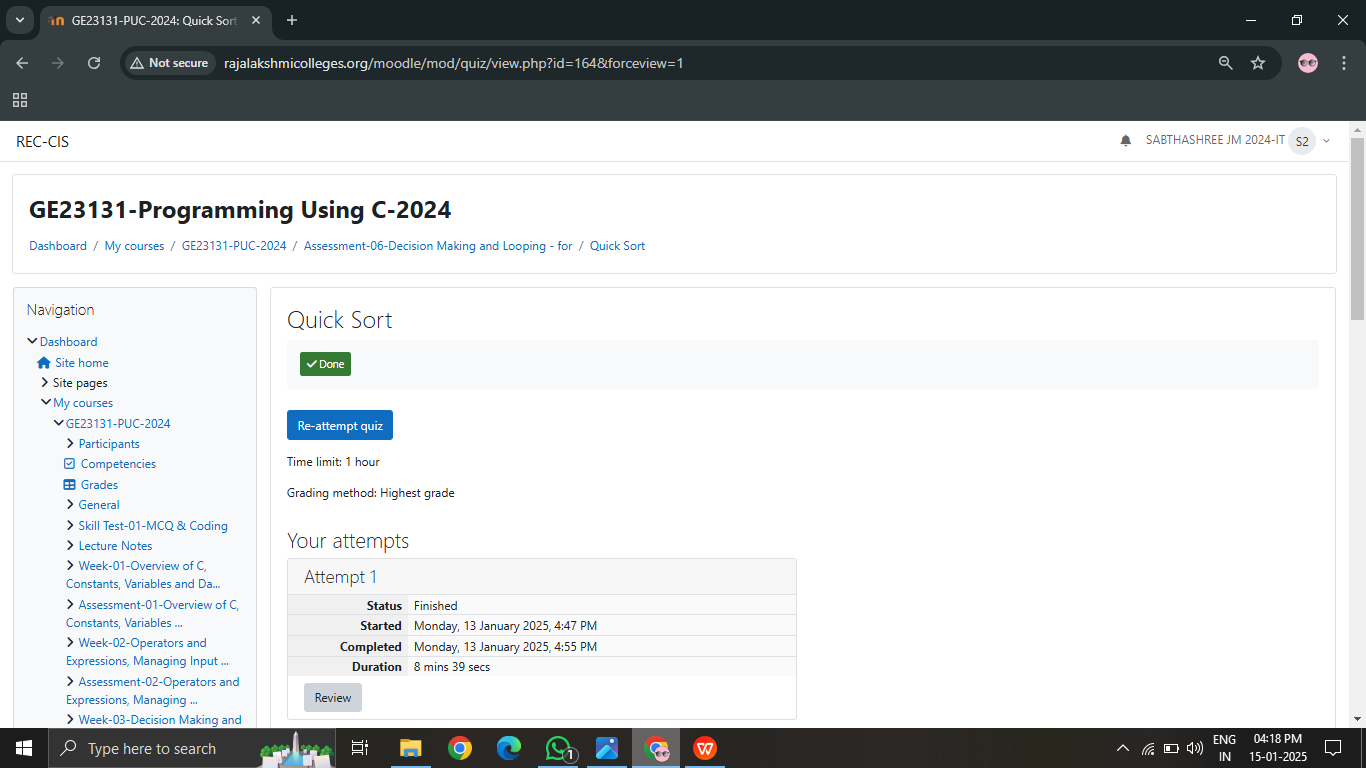 GE23131-PUC-2024: Quick Sort
Not secure
rajalakshmicolleges.org/moodle/mod/quiz/view.php?id=164&forceview=1
REC-CIS
SABTHASHREE JM 2024-IT S2
GE23131-Programming Using C-2024
Dashboard / My courses / GE23131-PUC-2024 / Assessment-06-Decision Making and Looping - for / Quick Sort
Navigation
Dashboard
Site home
Site pages
My courses
GE23131-PUC-2024
Participants
Competencies
Grades
General
Skill Test-01-MCQ & Coding
Lecture Notes
Week-01-Overview of C,
Constants, Variables and Da...
Assessment-01-Overview of C,
Constants, Variables ...
Week-02-Operators and
Expressions, Managing Input ...
Assessment-02-Operators and
Expressions, Managing ...
Week-03-Decision Making and
Quick Sort
Done
Re-attempt quiz
Time limit: 1 hour
Grading method: Highest grade
Your attempts
Attempt 1
Status Finished
Started Monday, 13 January 2025, 4:47 PM
Completed Monday, 13 January 2025, 4:55 PM
Duration 8 mins 39 secs
Review
Type here to search
1
W
ENG
IN
04:18 PM
15-01-2025